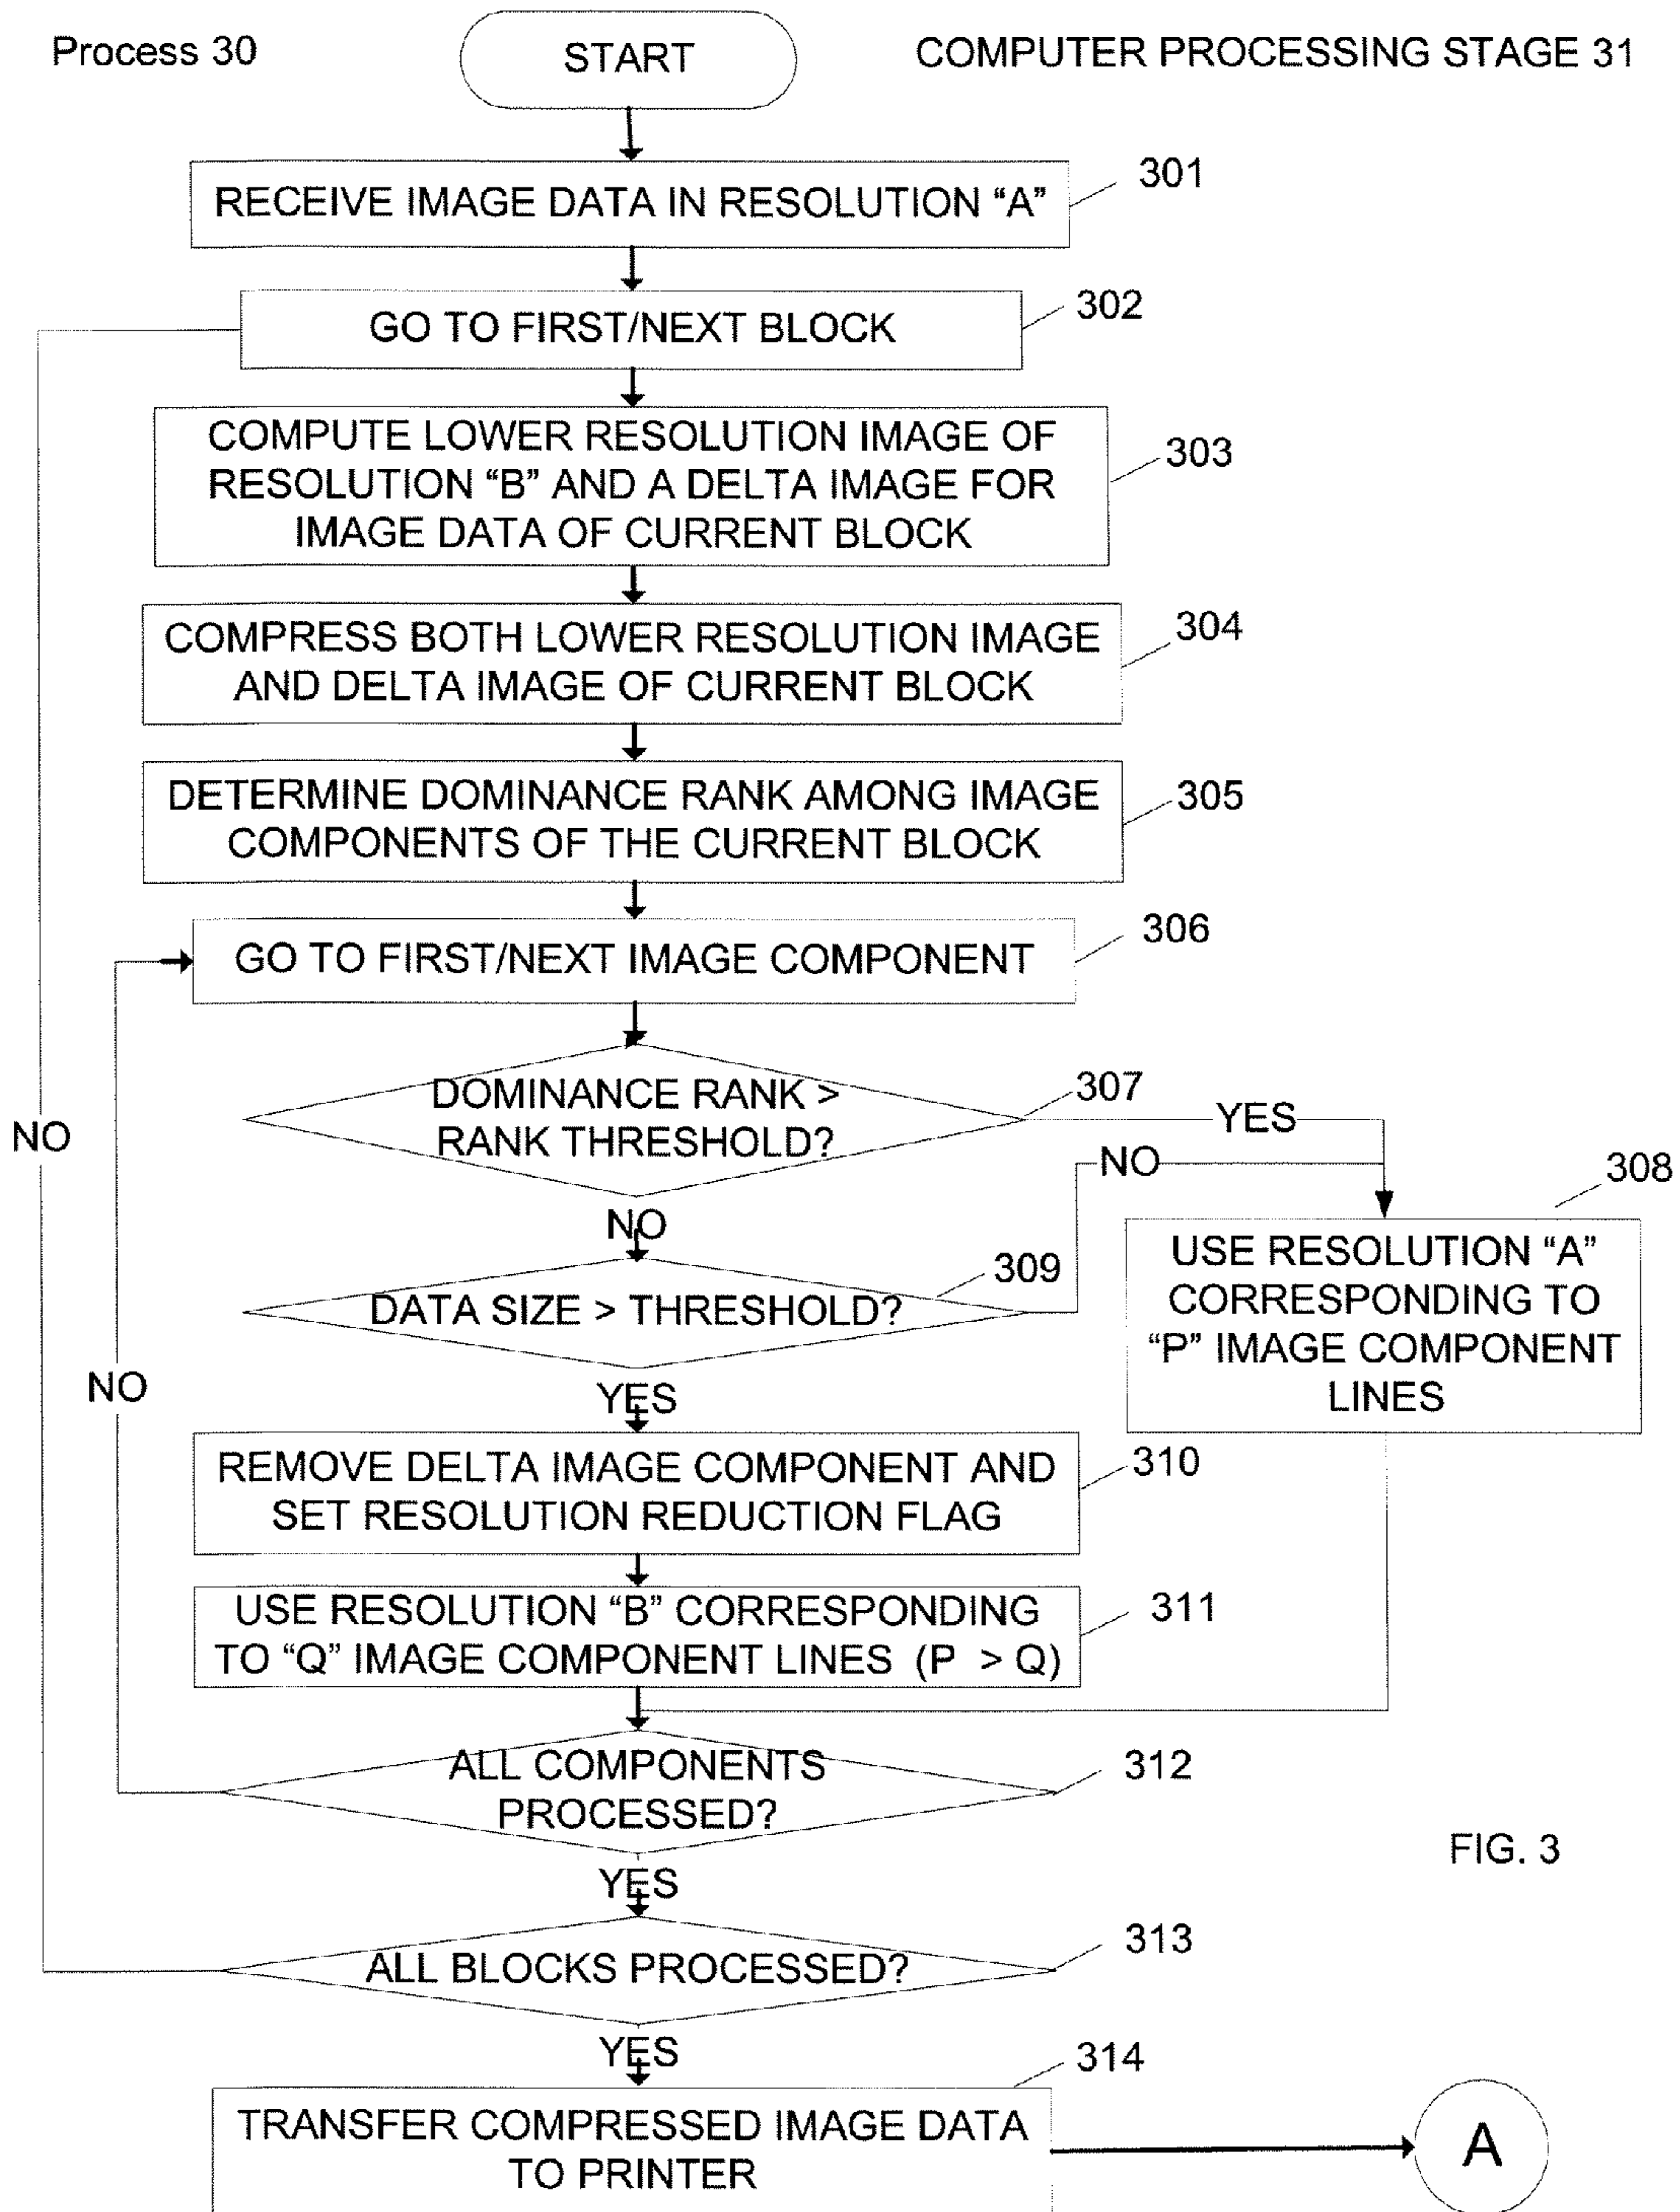 Process 30
START
COMPUTER PROCESSING STAGE 31
RECEIVE IMAGE DATA IN RESOLUTION “A”
301
GO TO FIRST/NEXT BLOCK
302
COMPUTE LOWER RESOLUTION IMAGE OF
RESOLUTION “B” AND A DELTA IMAGE FOR
IMAGE DATA OF CURRENT BLOCK
303
COMPRESS BOTH LOWER RESOLUTION IMAGE
AND DELTA IMAGE OF CURRENT BLOCK
304
DETERMINE DOMINANCE RANK AMONG IMAGE
COMPONENTS OF THE CURRENT BLOCK
305
GO TO FIRST/NEXT IMAGE COMPONENT
306
DOMINANCE RANK >
RANK THRESHOLD?
307
YES
NO
NO
NO
308
USE RESOLUTION “A”
CORRESPONDING TO
“P” IMAGE COMPONENT
LINES
DATA SIZE > THRESHOLD?
309
NO
YES
REMOVE DELTA IMAGE COMPONENT AND
SET RESOLUTION REDUCTION FLAG
310
USE RESOLUTION “B” CORRESPONDING
TO “Q” IMAGE COMPONENT LINES (P > Q)
311
ALL COMPONENTS
PROCESSED?
312
FIG. 3
YES
ALL BLOCKS PROCESSED?
313
YES
314
TRANSFER COMPRESSED IMAGE DATA
TO PRINTER
A